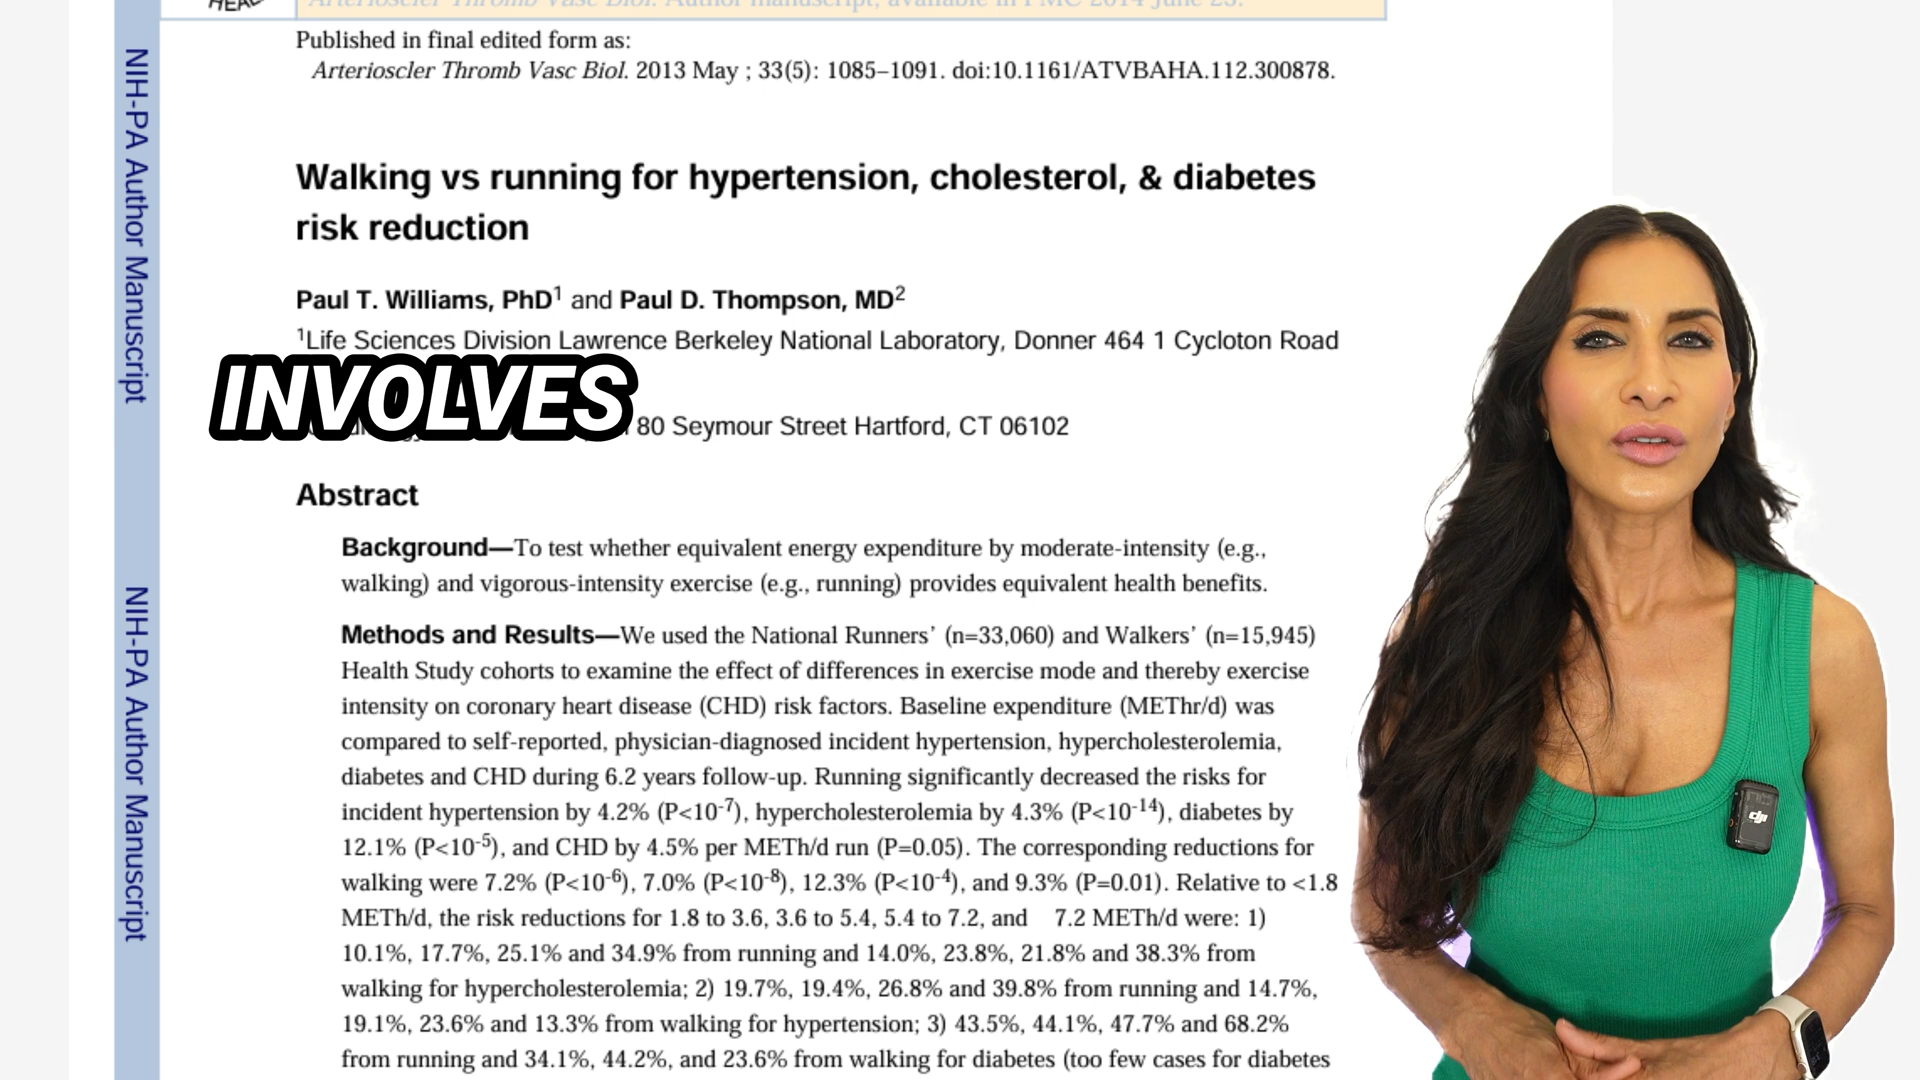 HEAL
Arterioscler Thromb Vasc Biol. Author manuscript; available in PMC 2014 June 23.
Published in final edited form as:
Arterioscler Thromb Vasc Biol. 2013 May ; 33(5): 1085–1091. doi:10.1161/ATVBAHA.112.300878.
NIH-PA Author Manuscript
Walking vs running for hypertension, cholesterol, & diabetes
risk reduction
Paul T. Williams, PhD1 and Paul D. Thompson, MD2
1Life Sciences Division Lawrence Berkeley National Laboratory, Donner 464 1 Cycloton Road
INVOLVES
80 Seymour Street Hartford, CT 06102
Abstract
Background—To test whether equivalent energy expenditure by moderate-intensity (e.g.,
walking) and vigorous-intensity exercise (e.g., running) provides equivalent health benefits.
NIH-PA Author Manuscript
Methods and Results—We used the National Runners’ (n=33,060) and Walkers’ (n=15,945)
Health Study cohorts to examine the effect of differences in exercise mode and thereby exercise
intensity on coronary heart disease (CHD) risk factors. Baseline expenditure (METhr/d) was
compared to self-reported, physician-diagnosed incident hypertension, hypercholesterolemia,
diabetes and CHD during 6.2 years follow-up. Running significantly decreased the risks for
incident hypertension by 4.2% (P<10-7), hypercholesterolemia by 4.3% (P<10-14), diabetes by
12.1% (P<10-5), and CHD by 4.5% per METh/d run (P=0.05). The corresponding reductions for
walking were 7.2% (P<10-6), 7.0% (P<10-8), 12.3% (P<10-4), and 9.3% (P=0.01). Relative to <1.8
METh/d, the risk reductions for 1.8 to 3.6, 3.6 to 5.4, 5.4 to 7.2, and 7.2 METh/d were: 1)
10.1%, 17.7%, 25.1% and 34.9% from running and 14.0%, 23.8%, 21.8% and 38.3% from
walking for hypercholesterolemia; 2) 19.7%, 19.4%, 26.8% and 39.8% from running and 14.7%,
19.1%, 23.6% and 13.3% from walking for hypertension; 3) 43.5%, 44.1%, 47.7% and 68.2%
from running and 34.1%, 44.2%, and 23.6% from walking for diabetes (too few cases for diabetes
dji